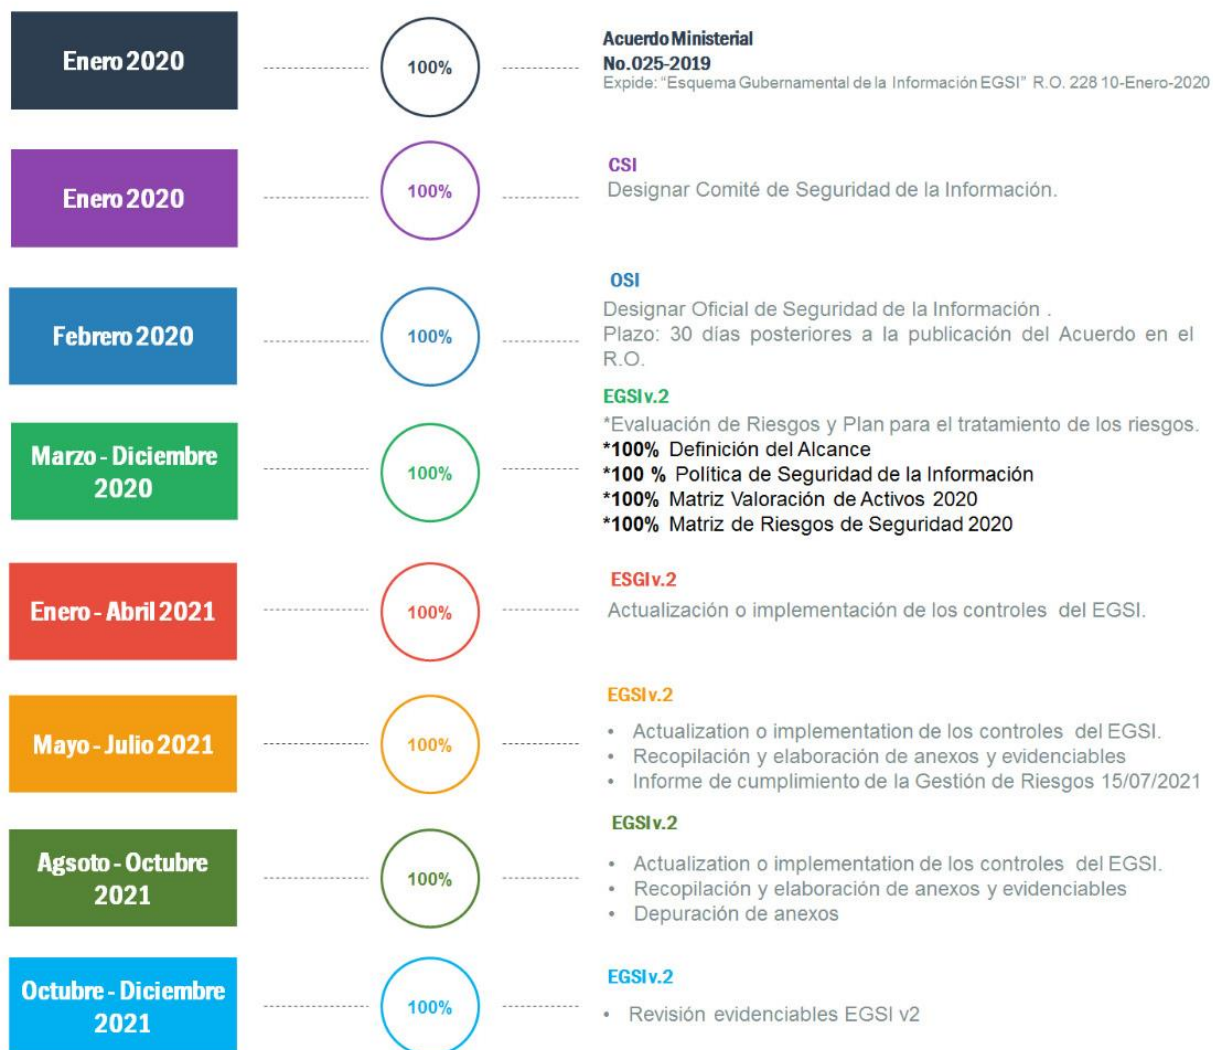 Enero 2020
100%
Acuerdo Ministerial
No.025-2019
Expide: "Esquema Gubernamental de la Información EGSI" R.O. 228 10-Enero-2020
Enero 2020
100%
CSI
Designar Comité de Seguridad de la Información.
Febrero 2020
100%
OSI
Designar Oficial de Seguridad de la Información .
Plazo: 30 días posteriores a la publicación del Acuerdo en el
R.O.
Marzo - Diciembre
2020
100%
EGSI v.2
*Evaluación de Riesgos y Plan para el tratamiento de los riesgos.
*100% Definición del Alcance
*100 % Política de Seguridad de la Información
*100% Matriz Valoración de Activos 2020
*100% Matriz de Riesgos de Seguridad 2020
Enero - Abril 2021
100%
ESGI v.2
Actualización o implementación de los controles del EGSI.
Mayo - Julio 2021
100%
EGSI v.2
• Actualization o implementation de los controles del EGSI.
• Recopilación y elaboración de anexos y evidenciables
• Informe de cumplimiento de la Gestión de Riesgos 15/07/2021
Agsoto - Octubre
2021
100%
EGSI v.2
• Actualization o implementation de los controles del EGSI.
• Recopilación y elaboración de anexos y evidenciables
• Depuración de anexos
Octubre - Diciembre
2021
100%
EGSI v.2
• Revisión evidenciables EGSI v2